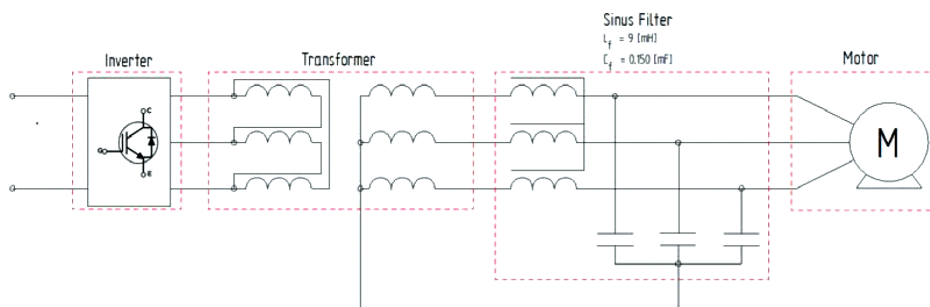 Sinus Filter
L_f = 9 [mH]
C_f = 0.150 [mF]
Inverter
Transformer
Motor
C
G
E
M